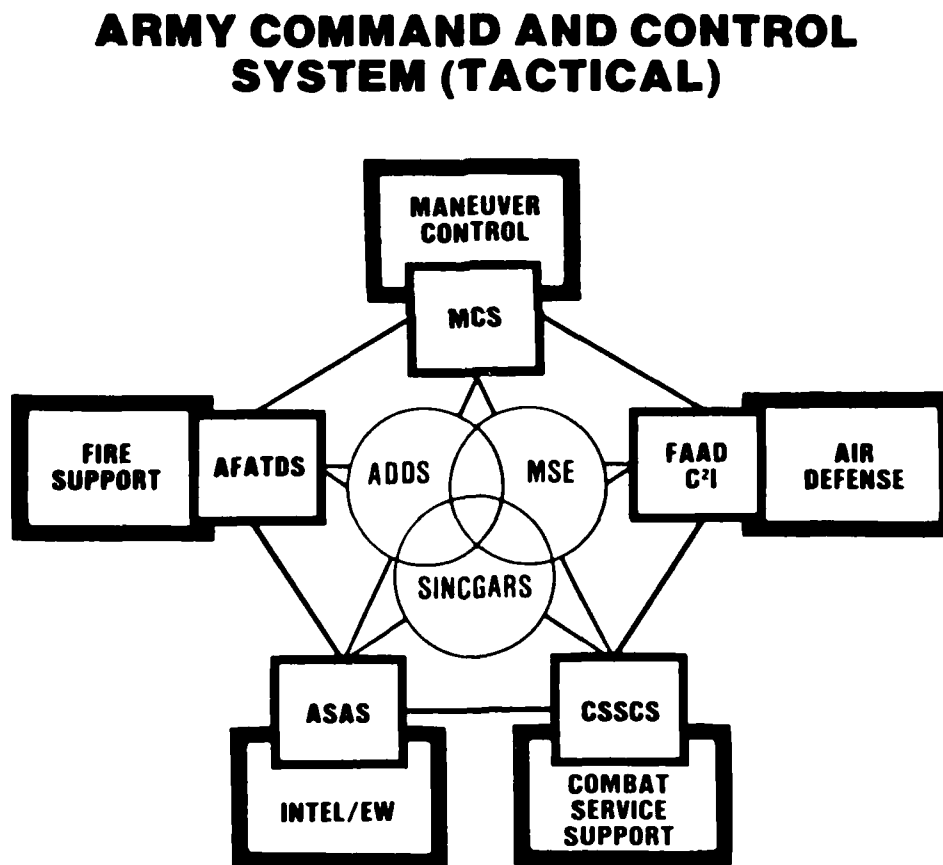 ARMY COMMAND AND CONTROL
SYSTEM (TACTICAL)
MANEUVER
CONTROL
MCS
FIRE
SUPPORT
AFATDS
ADDS
MSE
FAAD
C²I
AIR
DEFENSE
SINCGARS
ASAS
CSSCS
INTEL/EW
COMBAT
SERVICE
SUPPORT